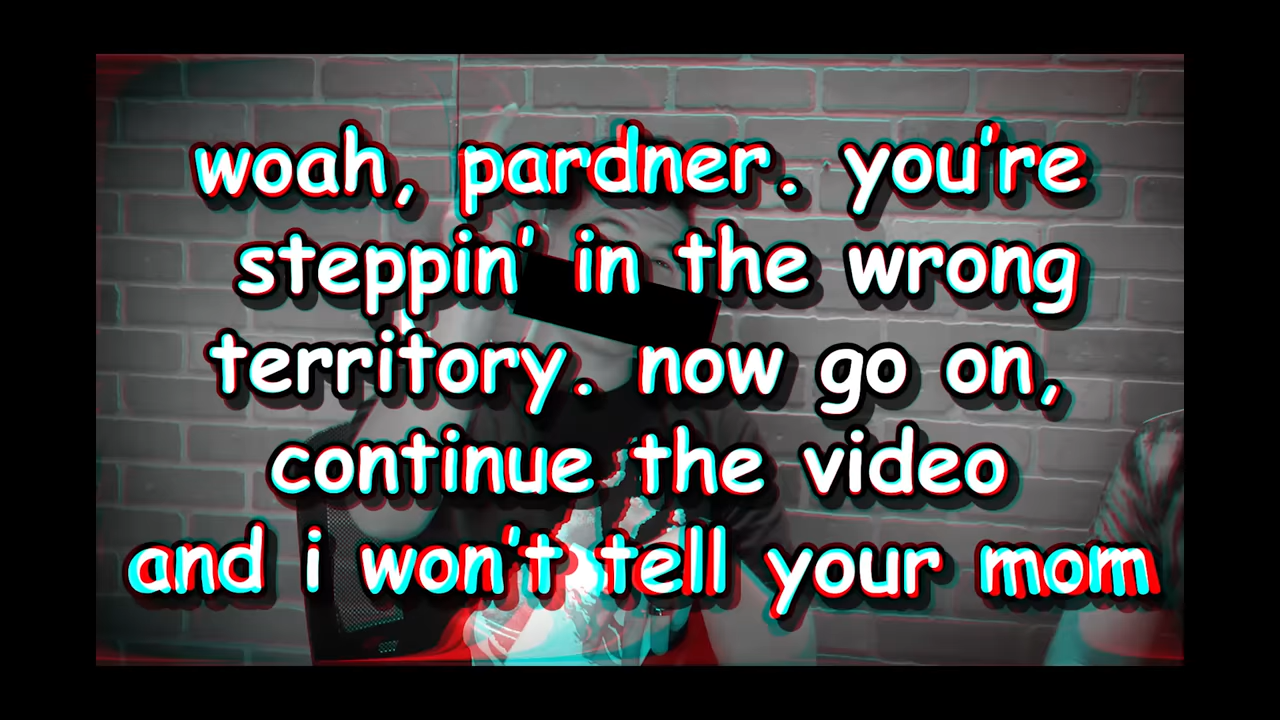 woah, pardner. you're
steppin' in the wrong
territory. now go on,
continue the video
and i won't tell your mom